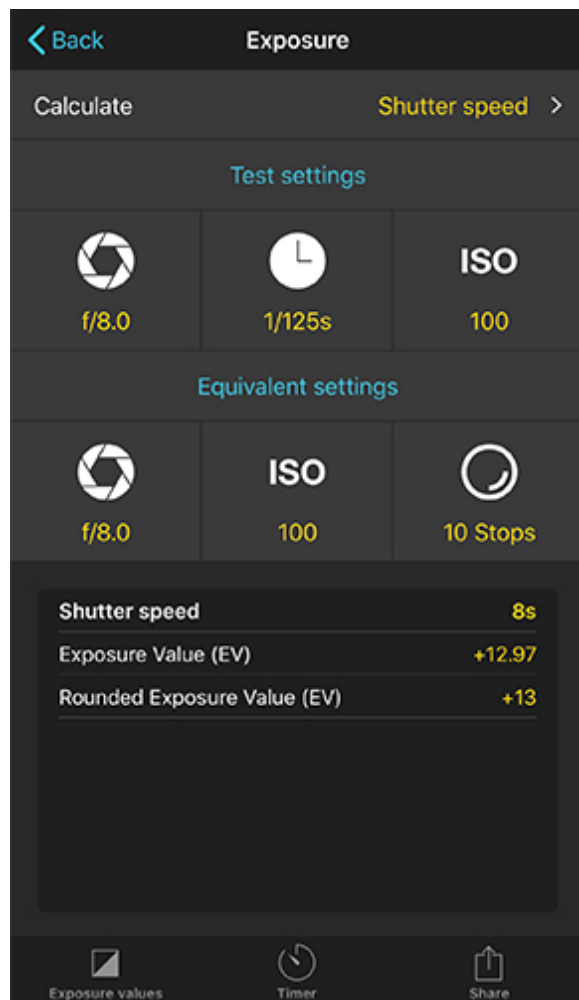 Back Exposure
Calculate Shutter speed
Test settings
ISO
f/8.0 1/125s 100
Equivalent settings
ISO
f/8.0 100 10 Stops
Shutter speed 8s
Exposure Value (EV) +12.97
Rounded Exposure Value (EV) +13
Exposure values Timer Share